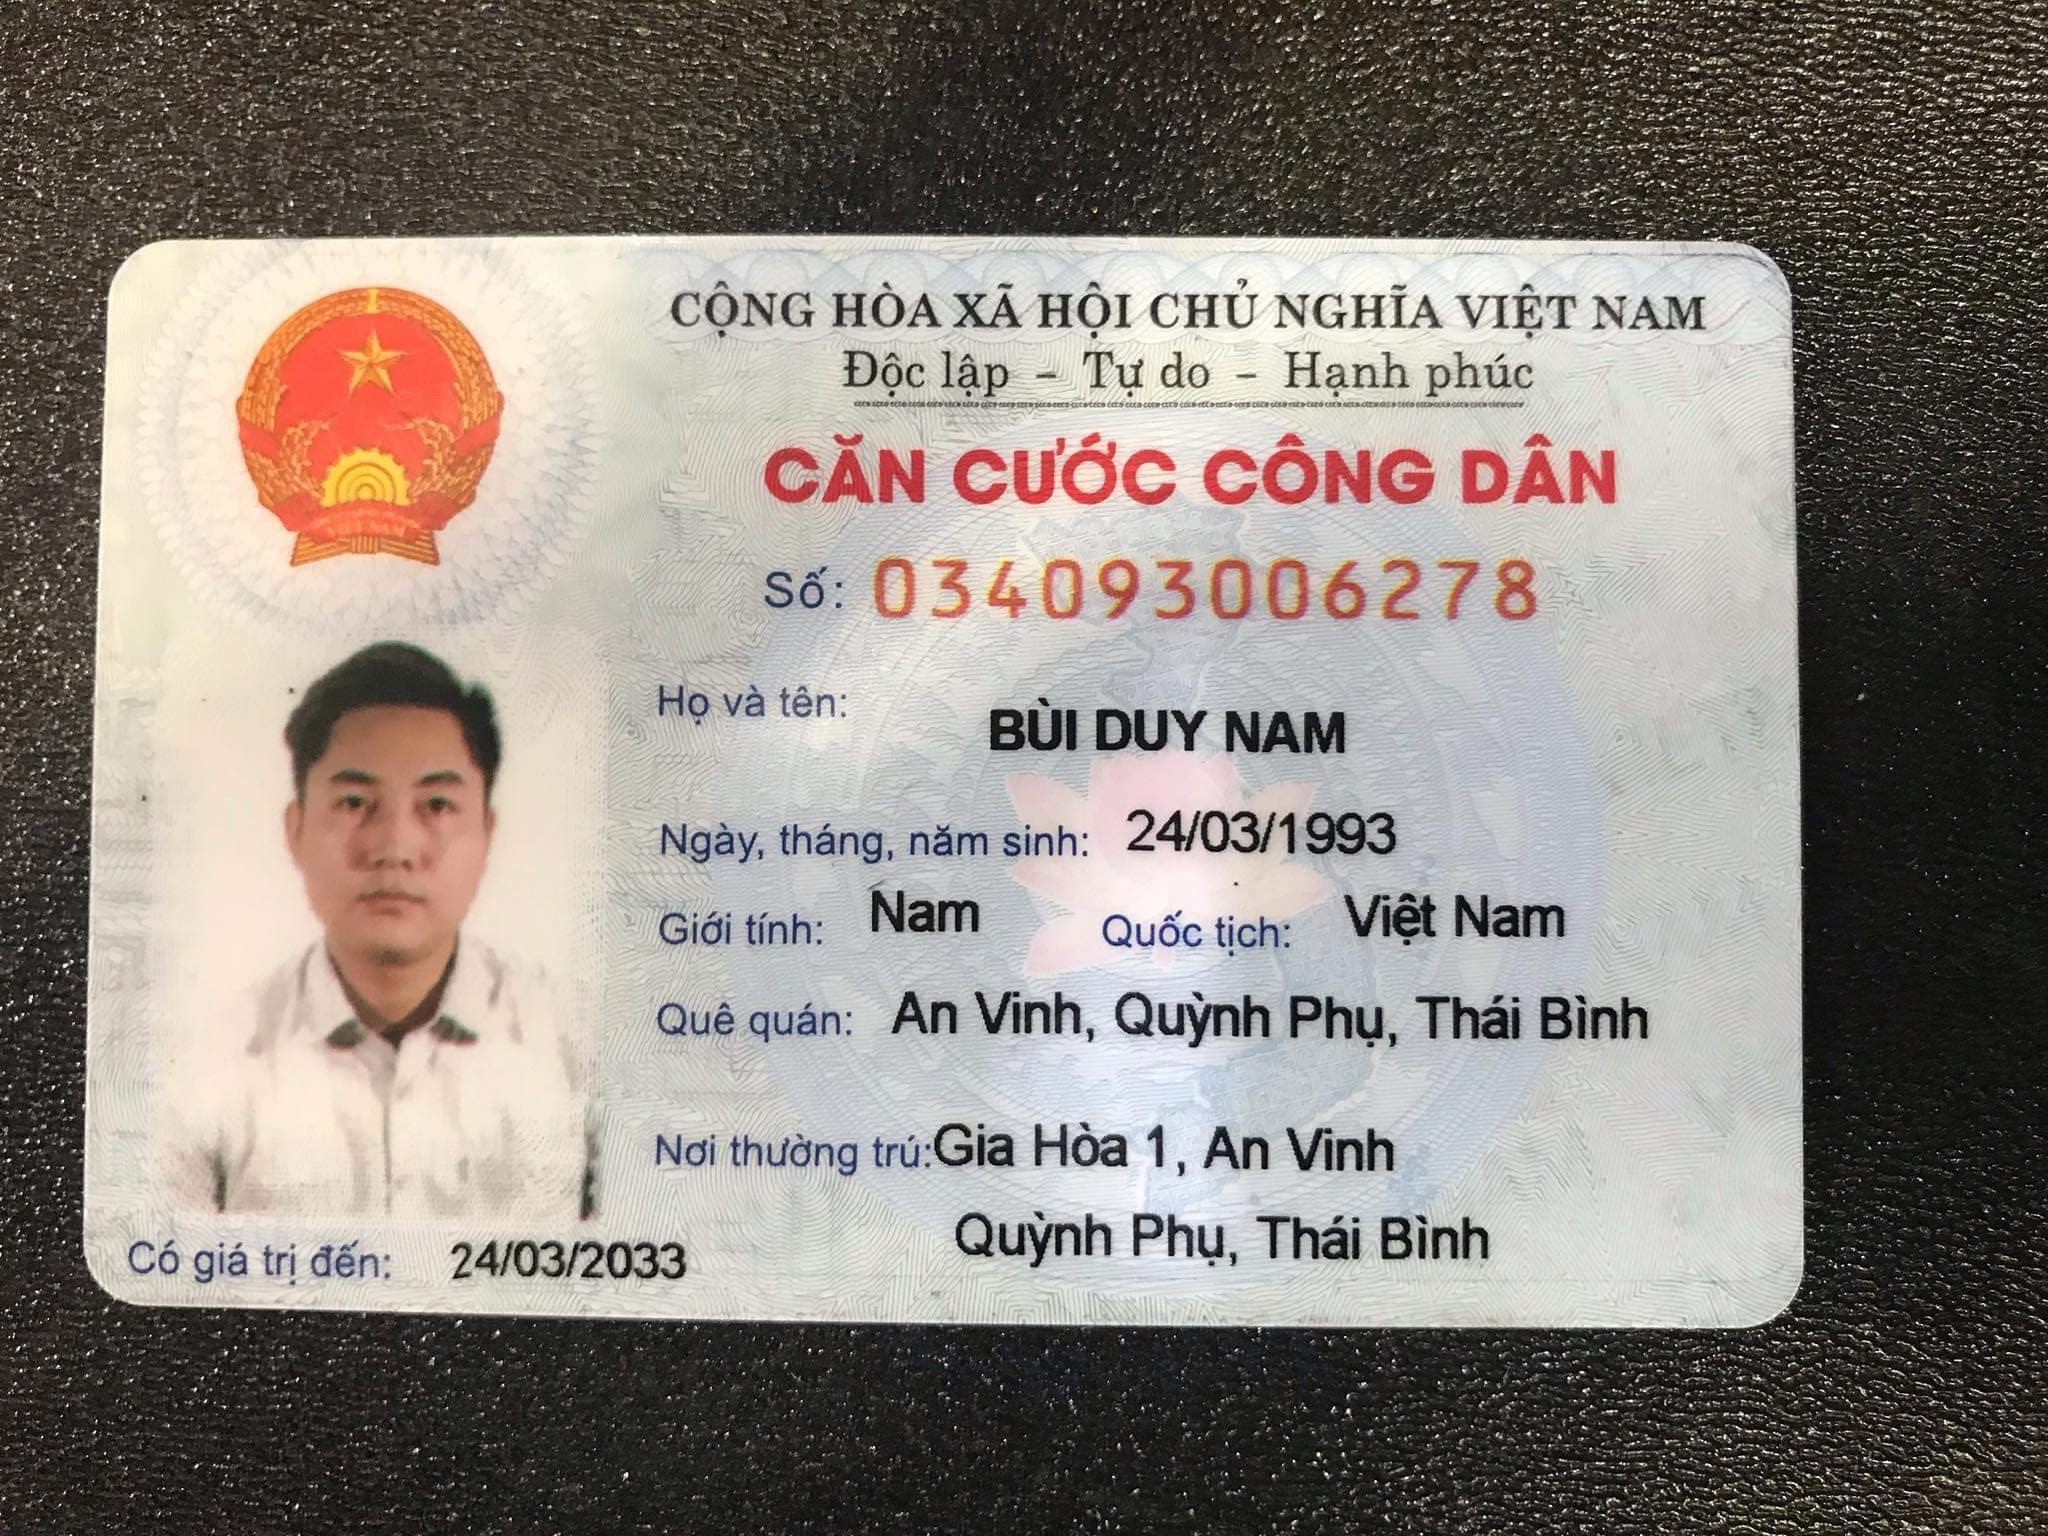 CỘNG HÒA XÃ HỘI CHỦ NGHĨA VIỆT NAM
Độc lập – Tự do – Hạnh phúc
CĂN CƯỚC CÔNG DÂN
Số: 034093006278
Họ và tên: BÙI DUY NAM
Ngày, tháng, năm sinh: 24/03/1993
Giới tính: Nam Quốc tịch: Việt Nam
Quê quán: An Vinh, Quỳnh Phụ, Thái Bình
Nơi thường trú: Gia Hòa 1, An Vinh
Quỳnh Phụ, Thái Bình
Có giá trị đến: 24/03/2033
VIỆT NAM